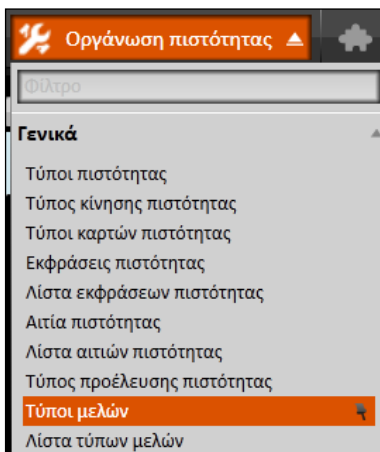 Οργάνωση πιστότητας
Φίλτρο
Γενικά
Τύποι πιστότητας
Τύπος κίνησης πιστότητας
Τύποι καρτών πιστότητας
Εκφράσεις πιστότητας
Λίστα εκφράσεων πιστότητας
Αιτία πιστότητας
Λίστα αιτιών πιστότητας
Τύπος προέλευσης πιστότητας
Τύποι μελών
Λίστα τύπων μελών